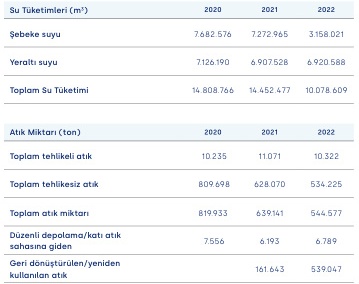 Su Tüketimleri (m³) 2020 2021 2022
Şebeke suyu 7.682.576 7.272.965 3.158.021
Yeraltı suyu 7.126.190 6.907.528 6.920.588
Toplam Su Tüketimi 14.808.766 14.452.477 10.078.609
Atık Miktarı (ton) 2020 2021 2022
Toplam tehlikeli atık 10.235 11.071 10.322
Toplam tehlikesiz atık 809.698 628.070 534.225
Toplam atık miktarı 819.933 639.141 544.577
Düzenli depolama/katı atık
sahasına giden 7.556 6.193 6.789
Geri dönüştürülen/yeniden
kullanılan atık 161.643 539.047